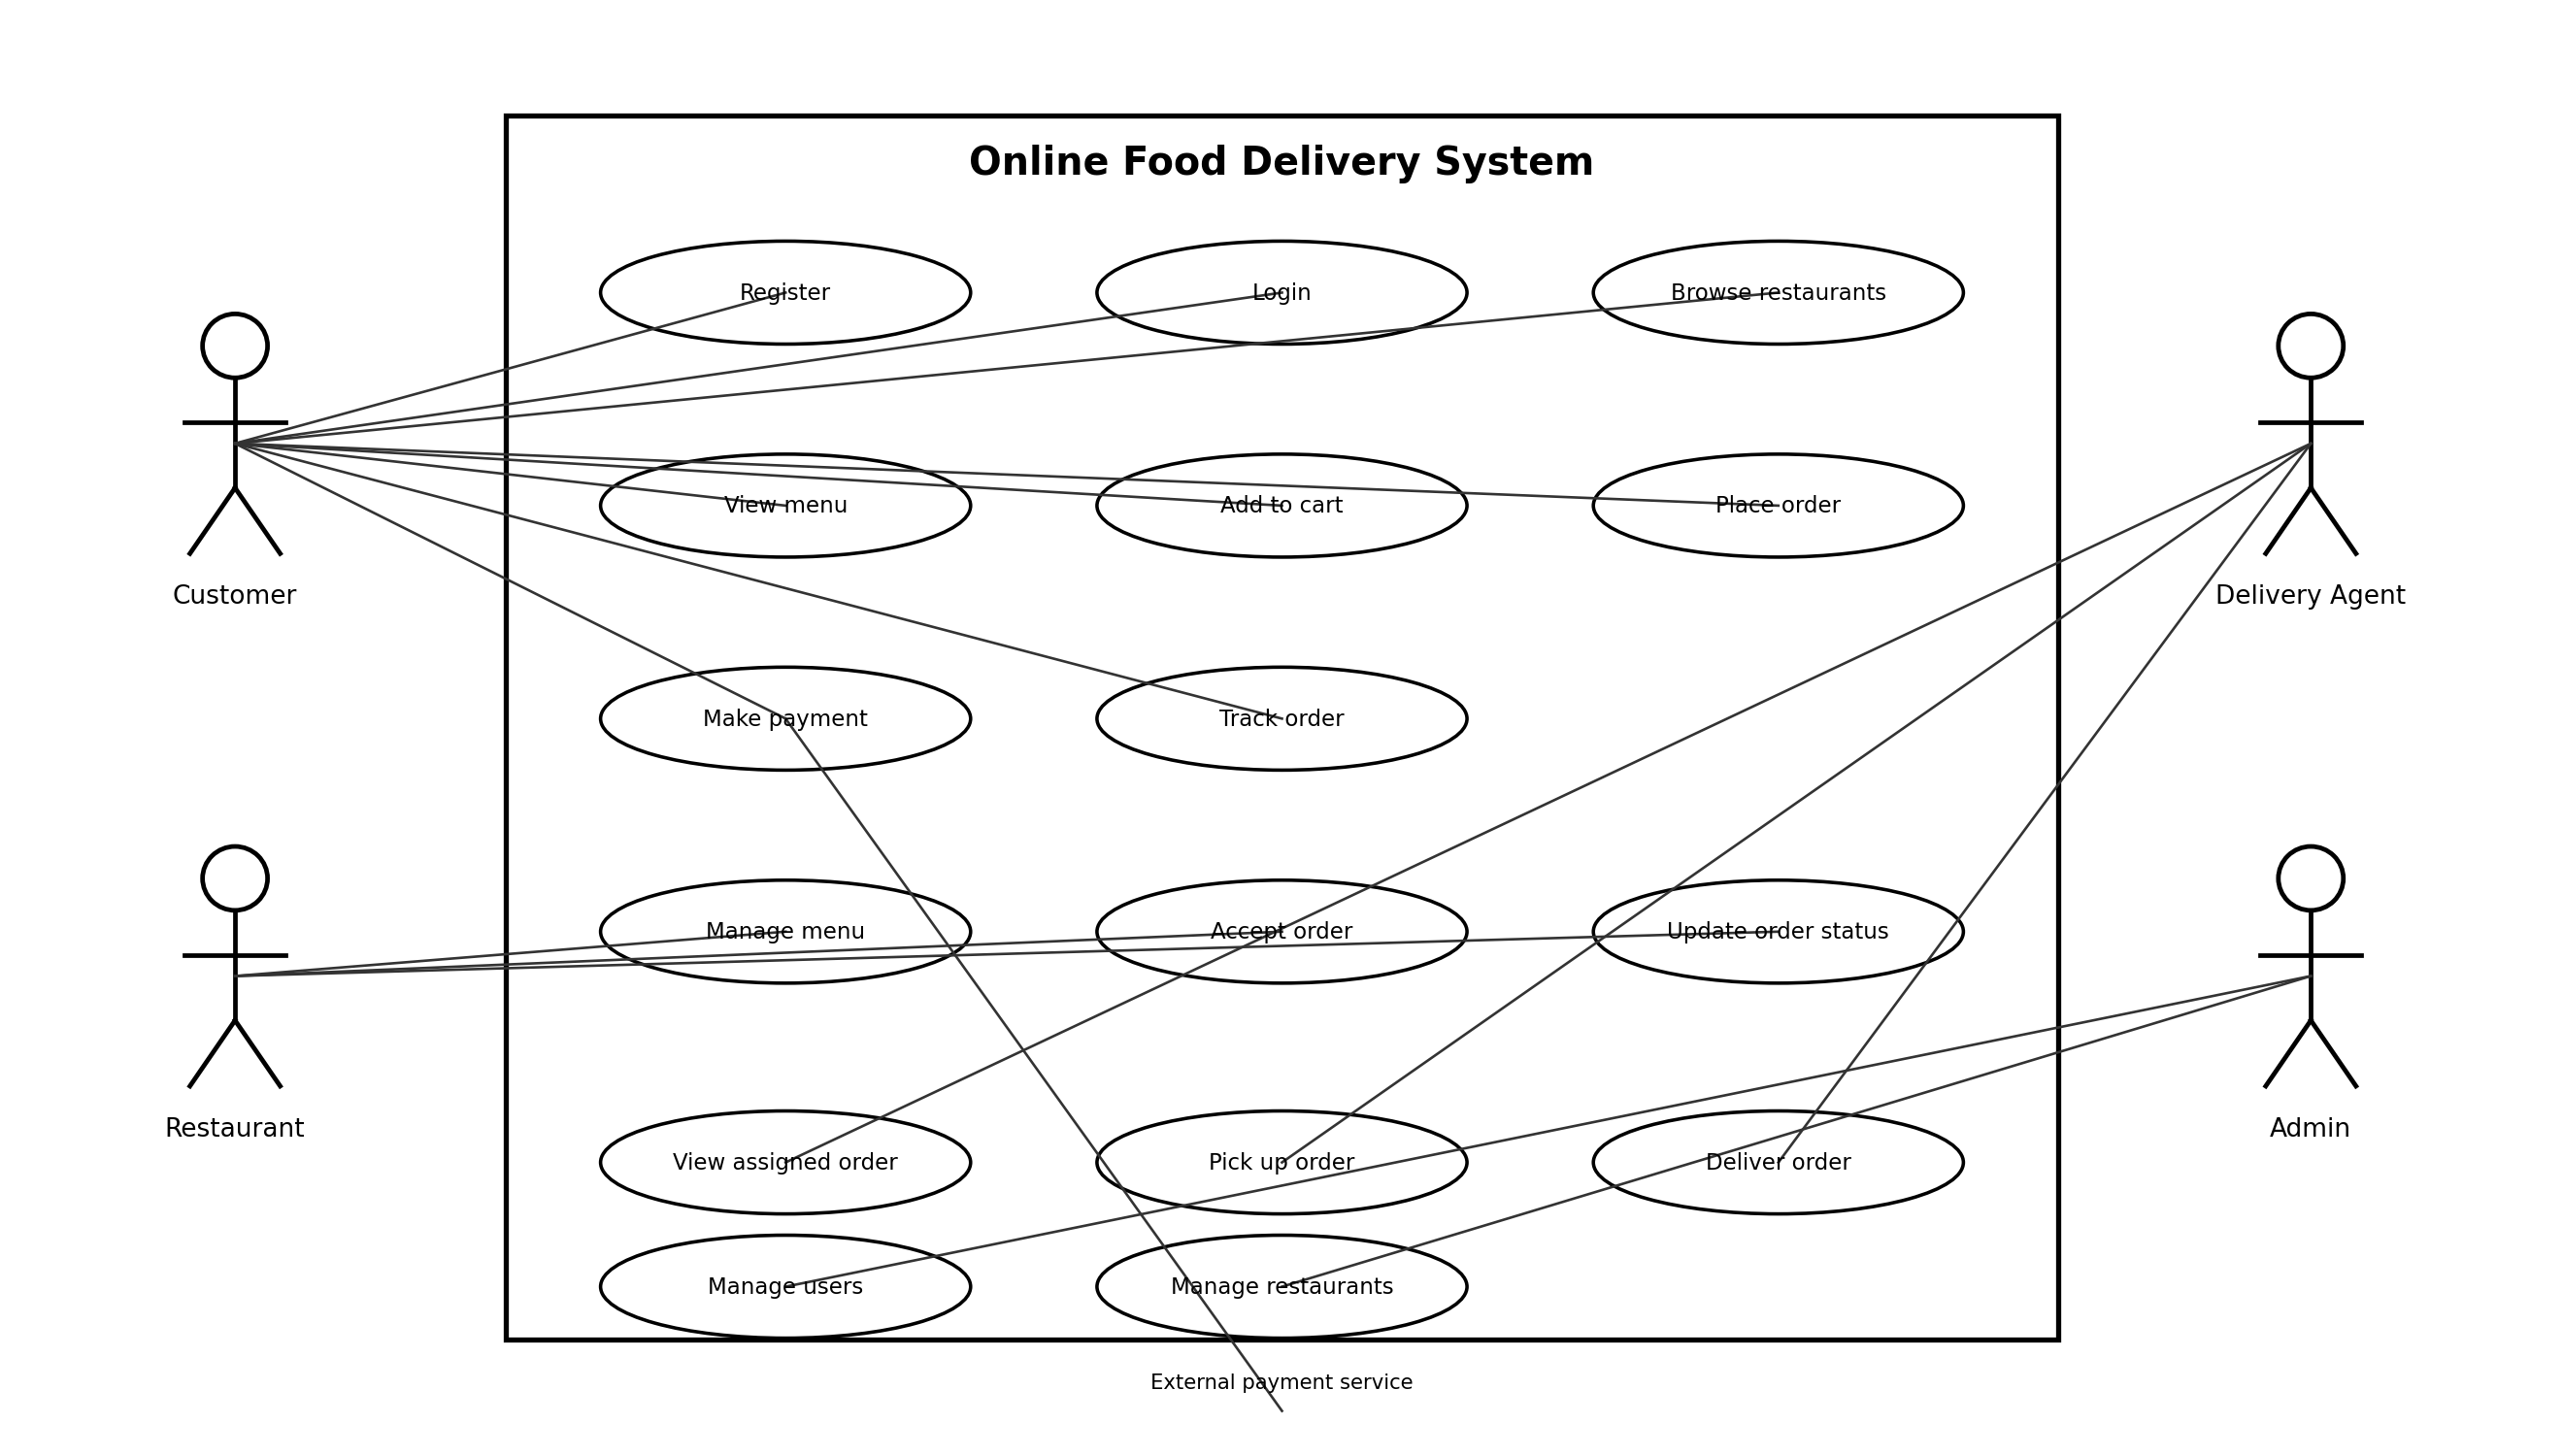 Online Food Delivery System
Register
Login
Browse restaurants
Customer
View menu
Add to cart
Place order
Delivery Agent
Make payment
Track order
Restaurant
Manage menu
Accept order
Update order status
Admin
View assigned order
Pick up order
Deliver order
Manage users
Manage restaurants
External payment service